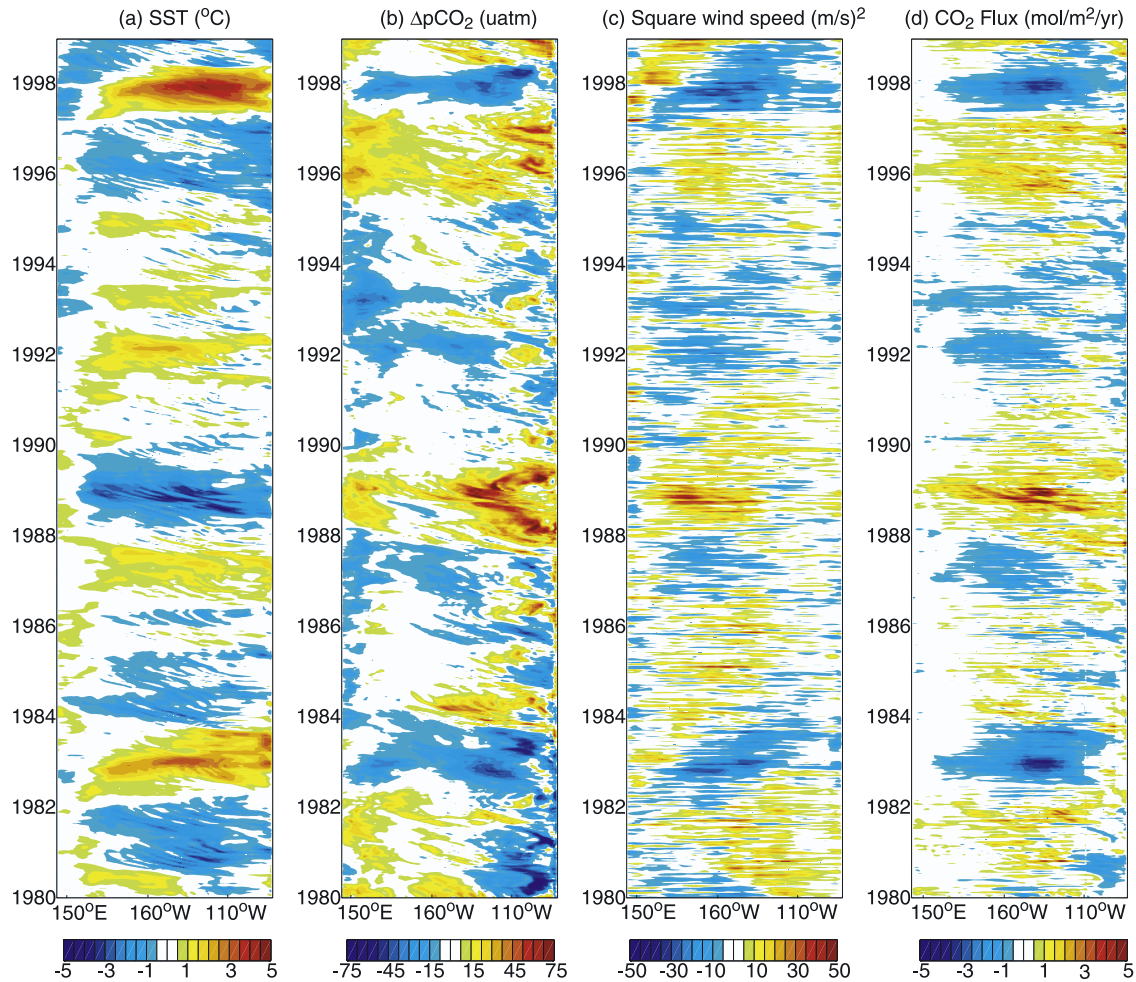 (a) SST (°C) (b) ΔpCO₂ (uatm) (c) Square wind speed (m/s)² (d) CO₂ Flux (mol/m²/yr)
1998 1998 1998 1998
1996 1996 1996 1996
1994 1994 1994 1994
1992 1992 1992 1992
1990 1990 1990 1990
1988 1988 1988 1988
1986 1986 1986 1986
1984 1984 1984 1984
1982 1982 1982 1982
1980 1980 1980 1980
150°E 160°W 110°W 150°E 160°W 110°W 150°E 160°W 110°W 150°E 160°W 110°W
-5 -3 -1 1 3 5 -75 -45 -15 15 45 75 -50 -30 -10 10 30 50 -5 -3 -1 1 3 5